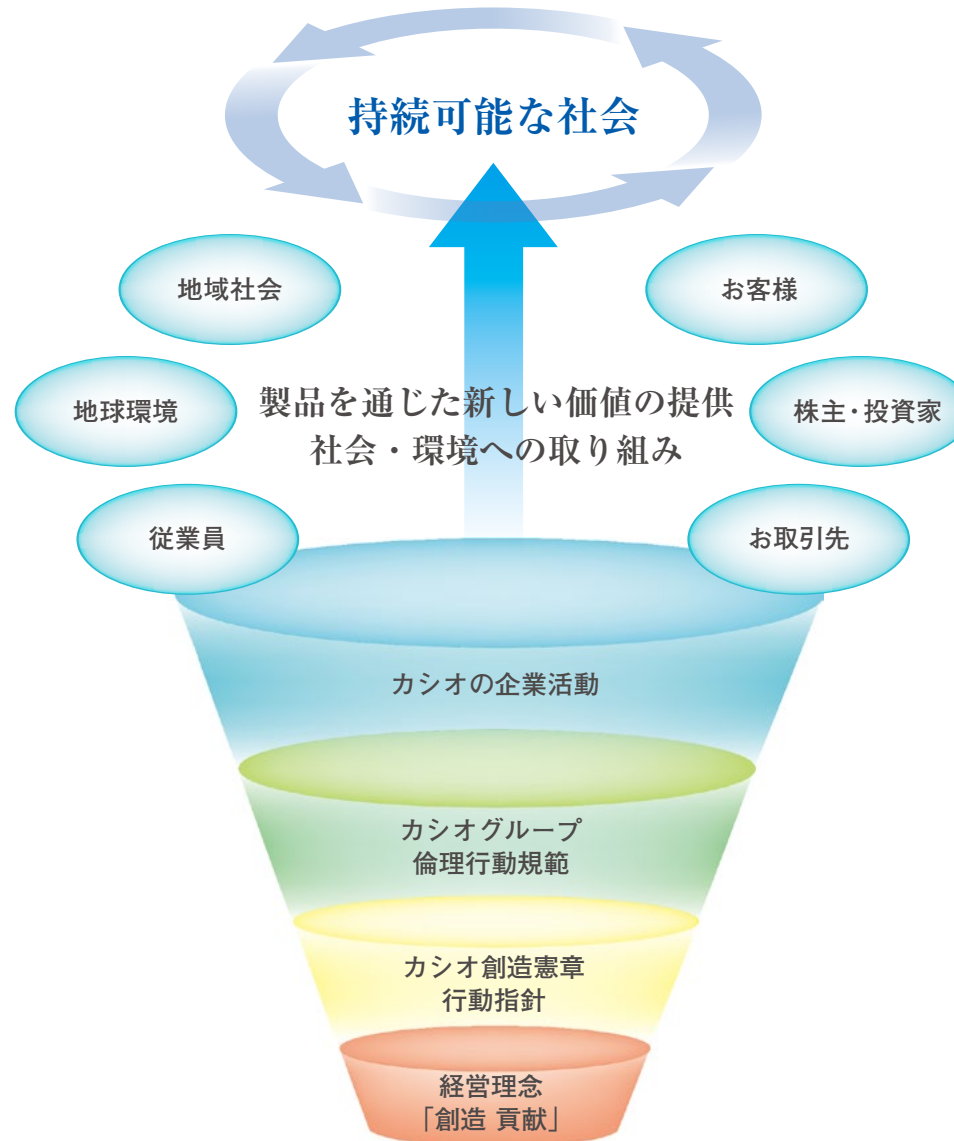 持続可能な社会
地域社会
お客様
地球環境
製品を通じた新しい価値の提供
社会・環境への取り組み
株主・投資家
従業員
お取引先
カシオの企業活動
カシオグループ
倫理行動規範
カシオ創造憲章
行動指針
経営理念
「創造 貢献」